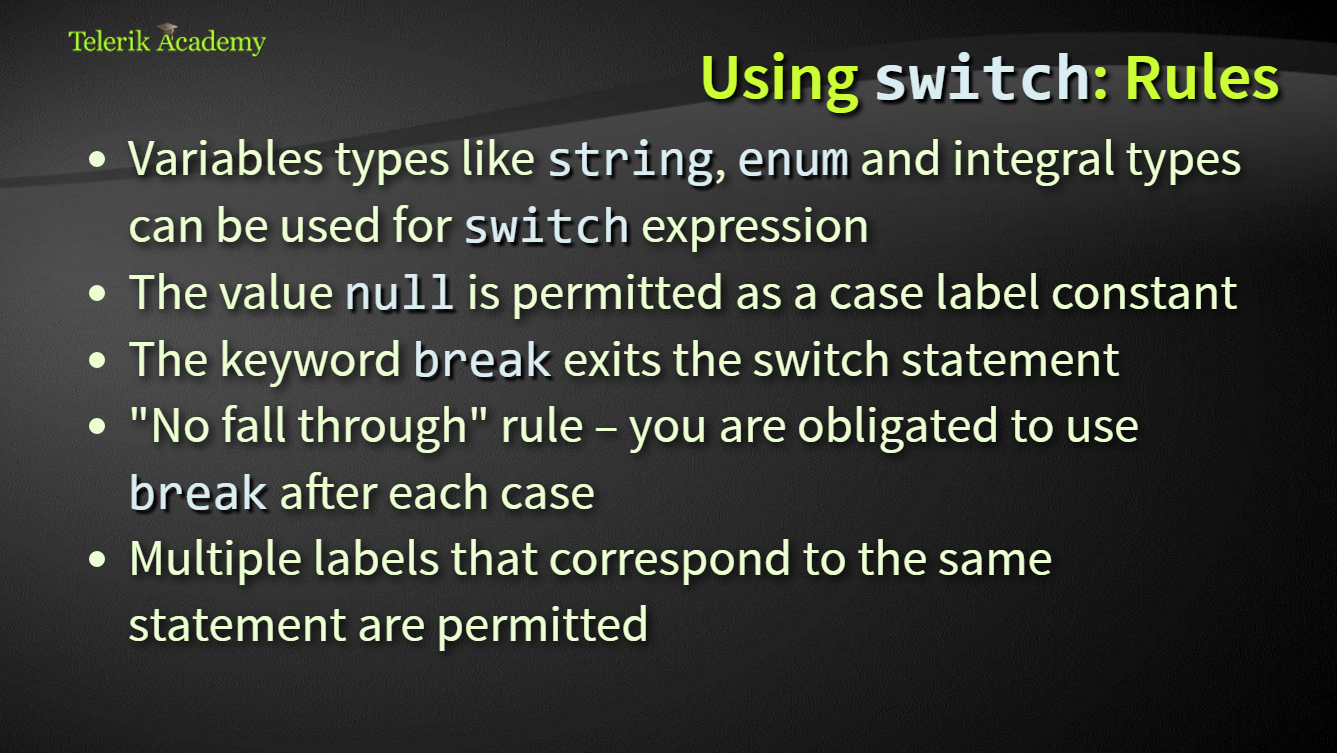 Telerik Academy
Using switch: Rules
• Variables types like string, enum and integral types
can be used for switch expression
• The value null is permitted as a case label constant
• The keyword break exits the switch statement
• "No fall through" rule – you are obligated to use
break after each case
• Multiple labels that correspond to the same
statement are permitted